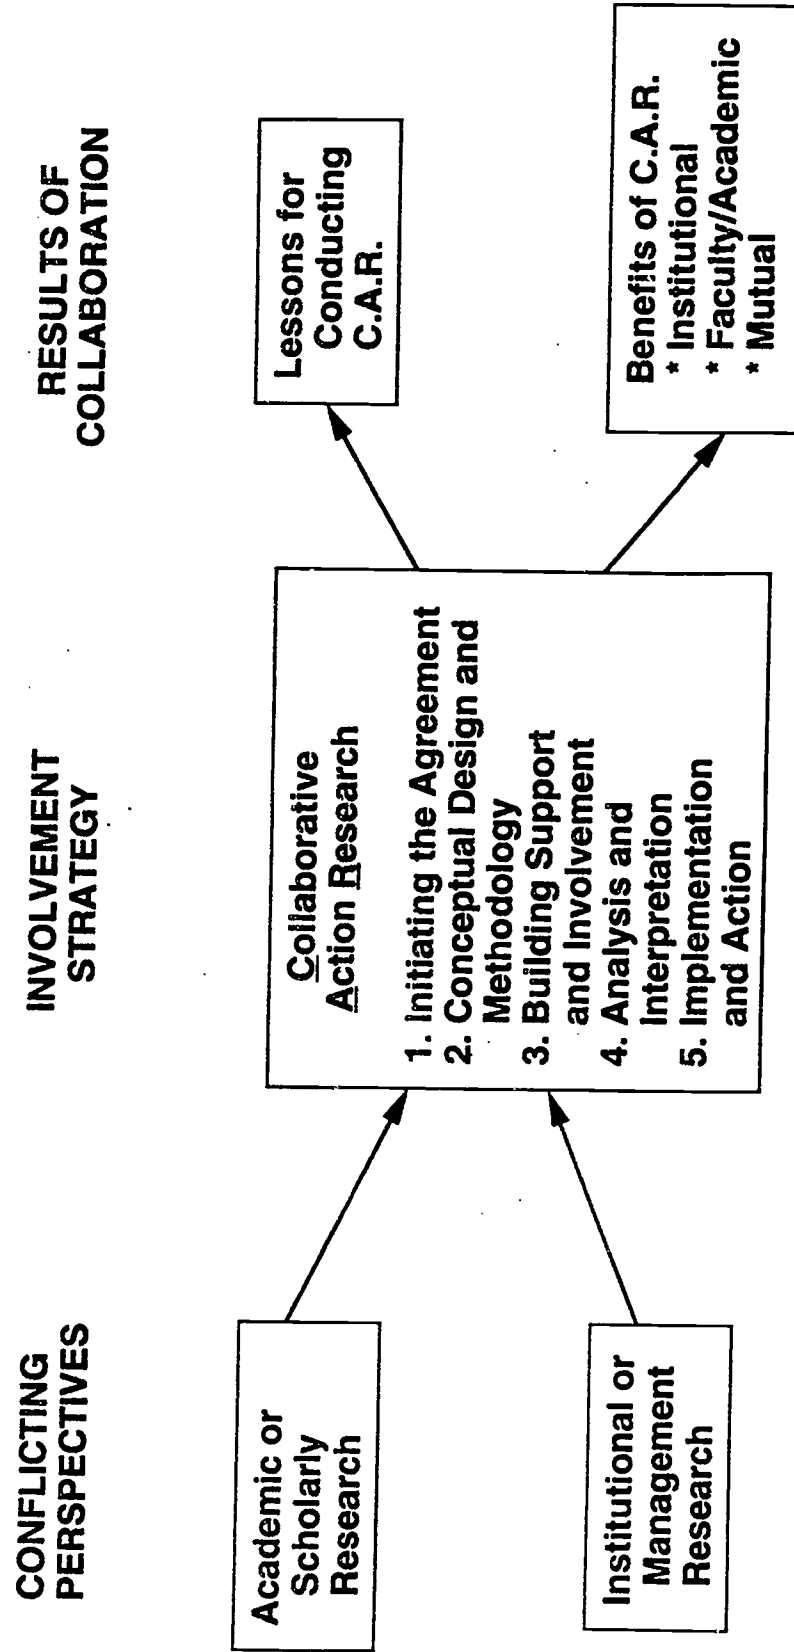 CONFLICTING
PERSPECTIVES
INVOLVEMENT
STRATEGY
RESULTS OF
COLLABORATION
Academic or
Scholarly
Research
Institutional or
Management
Research
Collaborative
Action Research
1. Initiating the Agreement
2. Conceptual Design and
Methodology
3. Building Support
and Involvement
4. Analysis and
Interpretation
5. Implementation
and Action
Lessons for
Conducting
C.A.R.
Benefits of C.A.R.
* Institutional
* Faculty/Academic
* Mutual